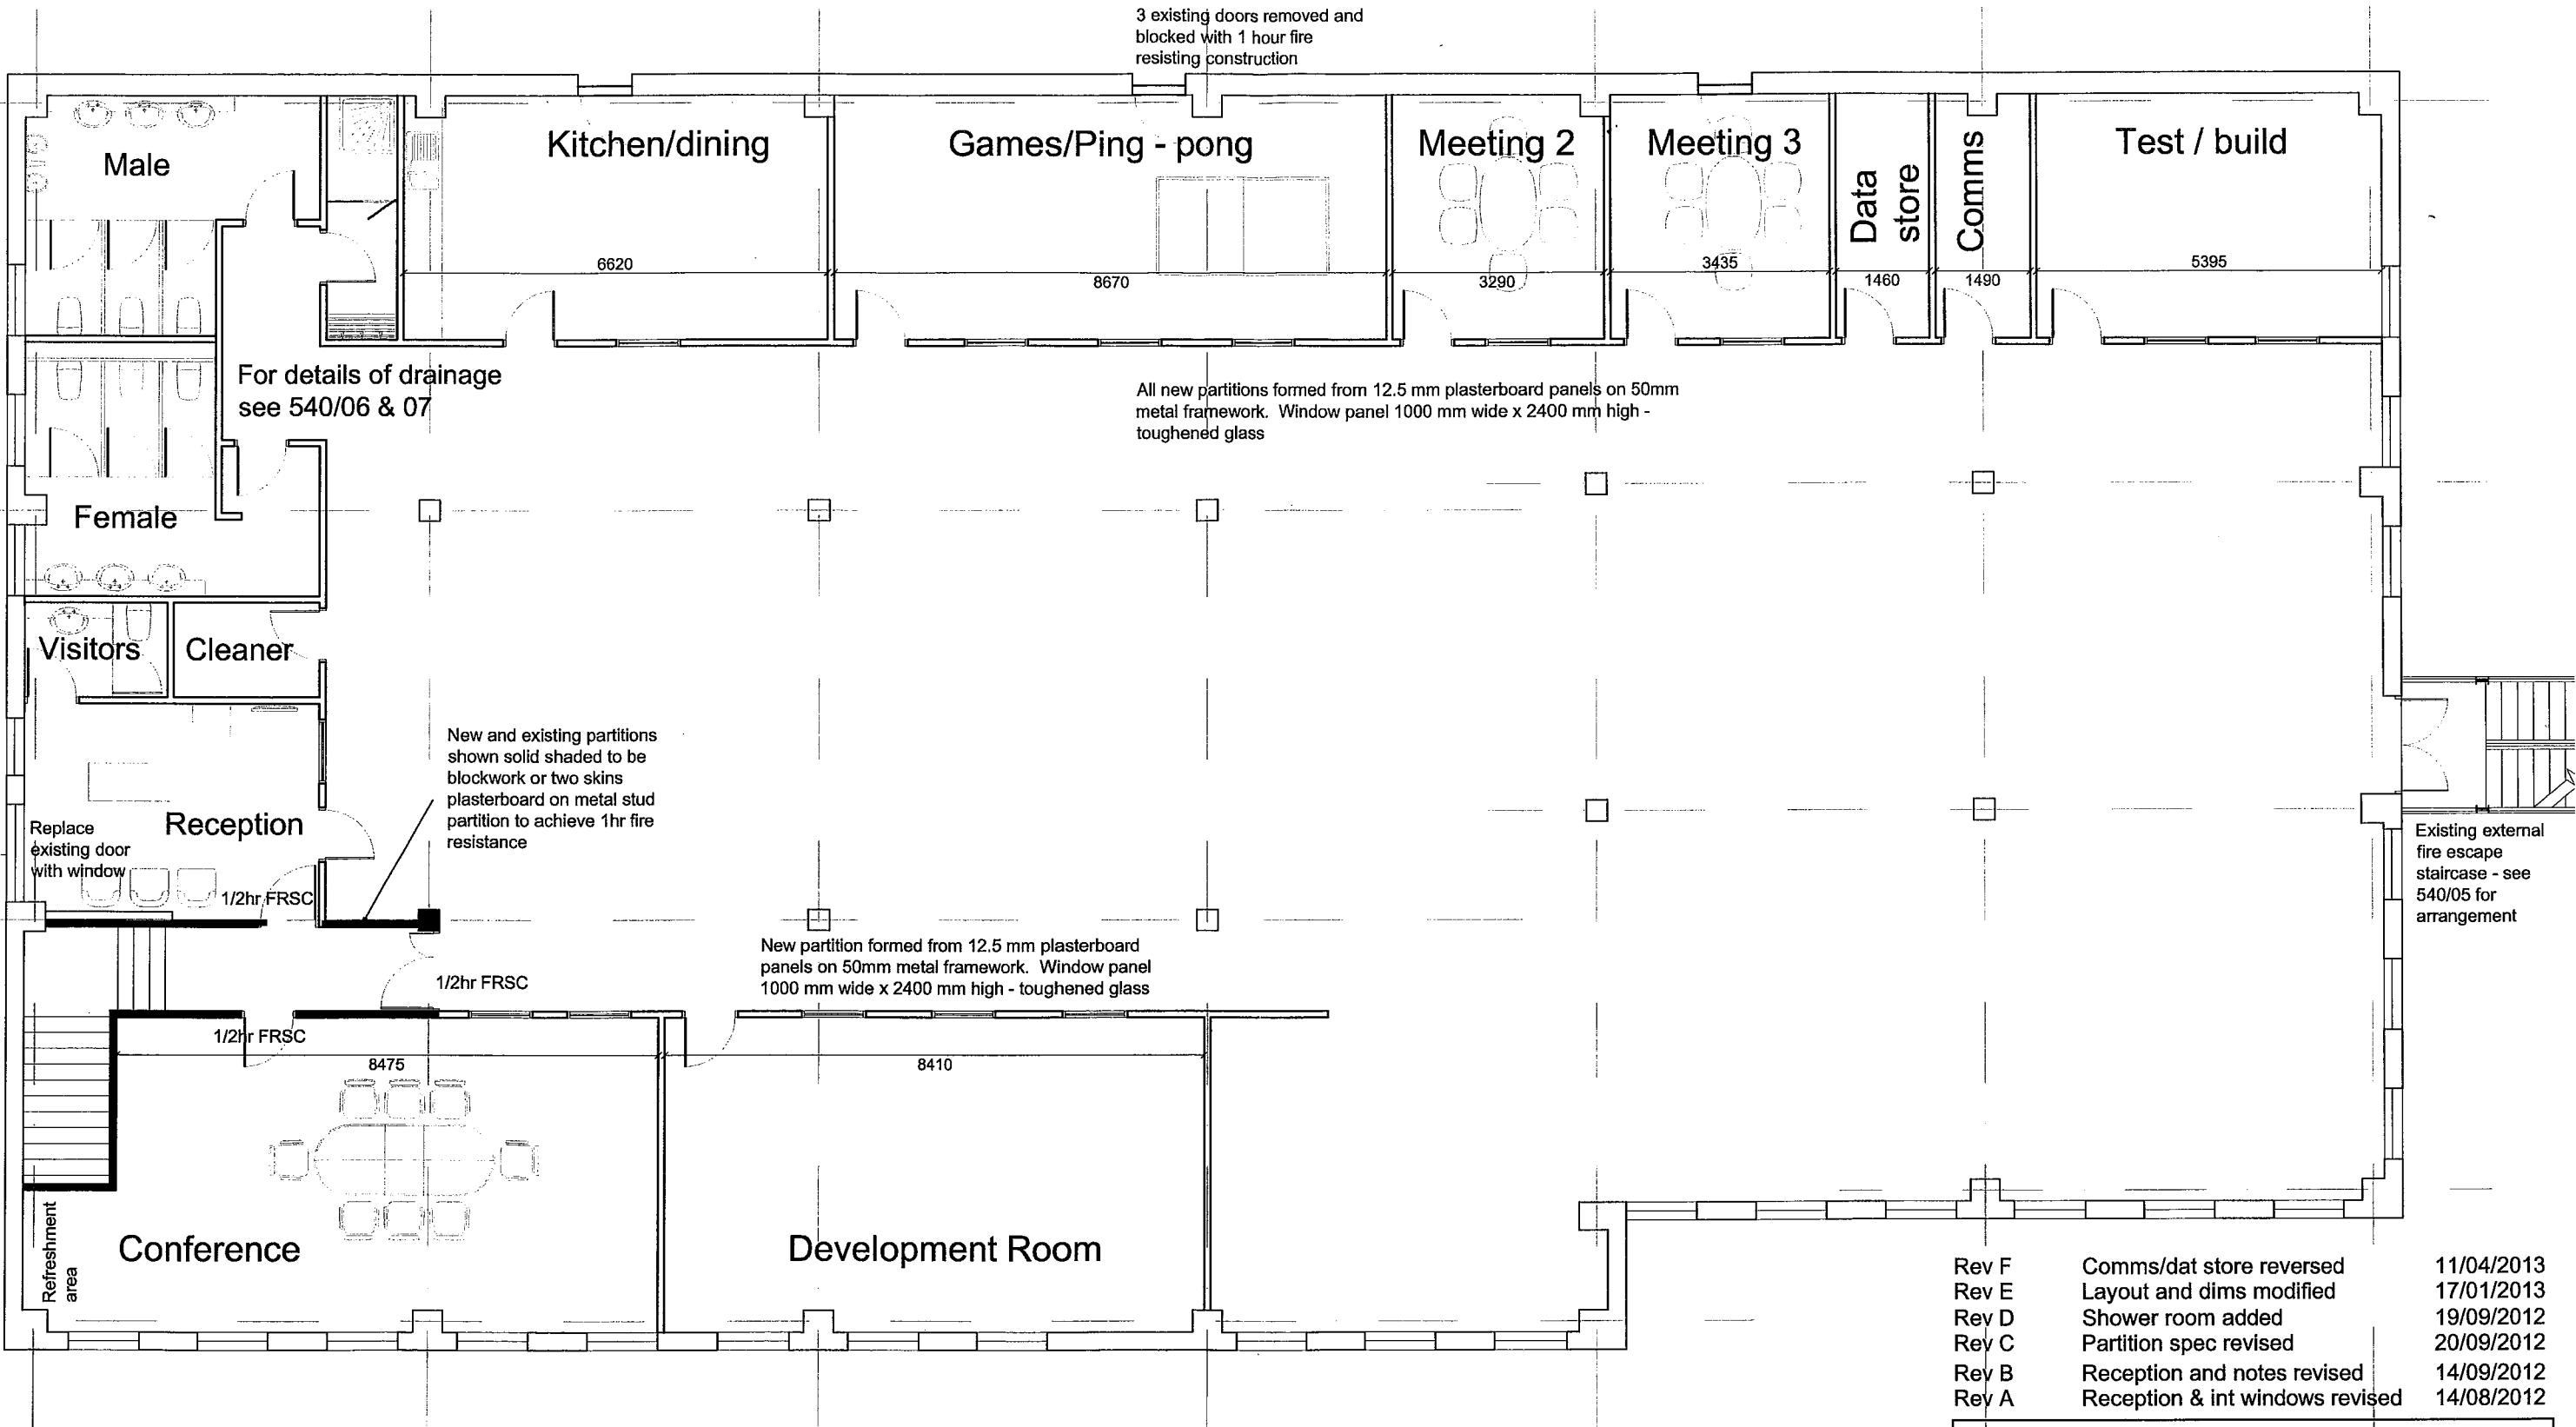 3 existing doors removed and
blocked with 1 hour fire
resisting construction
Male
Kitchen/dining
Games/Ping - pong
Meeting 2
Meeting 3
Data
store
Comms
Test / build
6620
8670
3290
3435
1460
1490
5395
For details of drainage
see 540/06 & 07
All new partitions formed from 12.5 mm plasterboard panels on 50mm
metal framework. Window panel 1000 mm wide x 2400 mm high -
toughened glass
Female
Visitors
Cleaner
New and existing partitions
shown solid shaded to be
blockwork or two skins
plasterboard on metal stud
partition to achieve 1hr fire
resistance
Reception
Replace
existing door
with window
1/2hr FRSC
Existing external
fire escape
staircase - see
540/05 for
arrangement
New partition formed from 12.5 mm plasterboard
panels on 50mm metal framework. Window panel
1000 mm wide x 2400 mm high - toughened glass
1/2hr FRSC
1/2hr FRSC
8475
8410
Refreshment
area
Conference
Development Room
Rev F Comms/dat store reversed 11/04/2013
Rev E Layout and dims modified 17/01/2013
Rev D Shower room added 19/09/2012
Rev C Partition spec revised 20/09/2012
Rev B Reception and notes revised 14/09/2012
Rev A Reception & int windows revised 14/08/2012